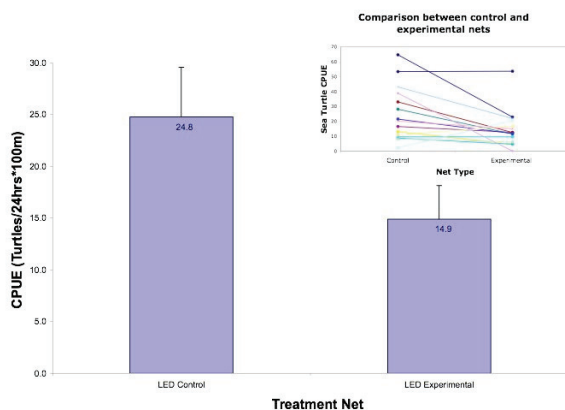 Comparison between control and
experimental nets
Sea Turtle CPUE
70
60
50
40
30
20
10
0
Control
Experimental
Net Type
CPUE (Turtles/24hrs*100m)
30.0
25.0
20.0
15.0
10.0
5.0
0.0
24.8
14.9
LED Control
LED Experimental
Treatment Net